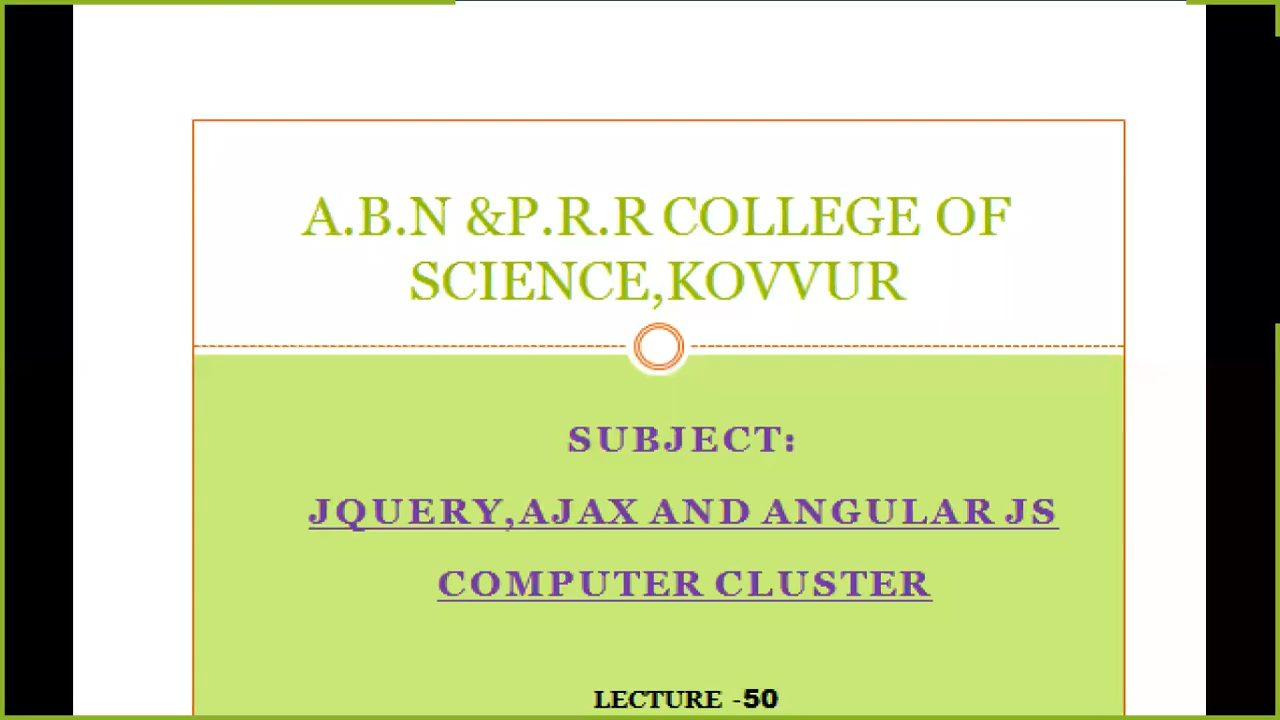 A.B.N &P.R.R COLLEGE OF
SCIENCE,KOVVUR
SUBJECT:
JQUERY,AJAX AND ANGULAR JS
COMPUTER CLUSTER
LECTURE -50